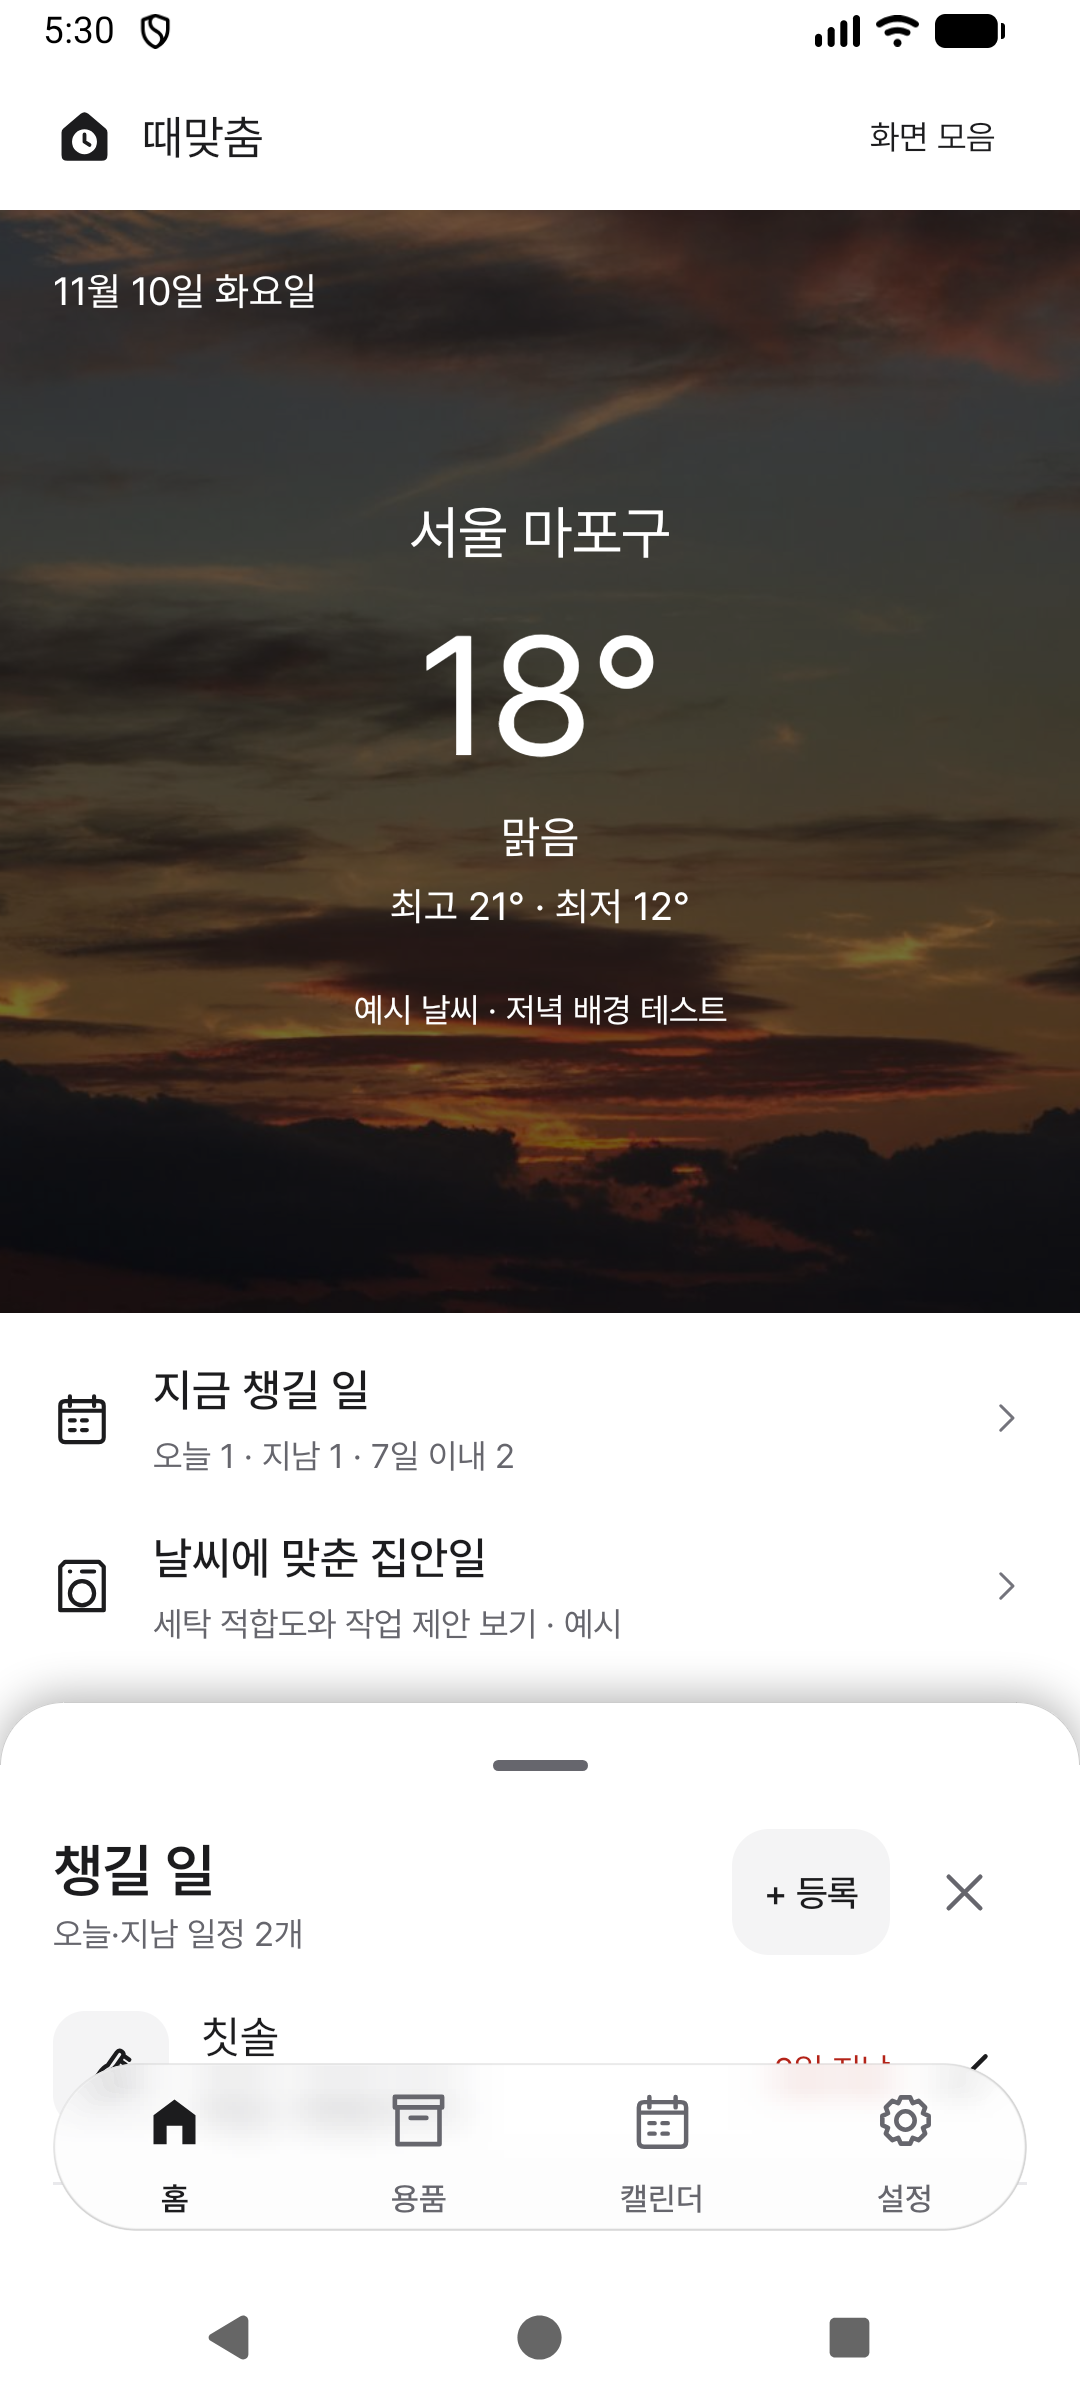 5:30
때맞춤
화면 모음
11월 10일 화요일
서울 마포구
18°
맑음
최고 21° · 최저 12°
예시 날씨 · 저녁 배경 테스트
지금 챙길 일
오늘 1 · 지남 1 · 7일 이내 2
날씨에 맞춘 집안일
세탁 적합도와 작업 제안 보기 · 예시
챙길 일
+ 등록
오늘·지남 일정 2개
칫솔
홈
용품
캘린더
설정